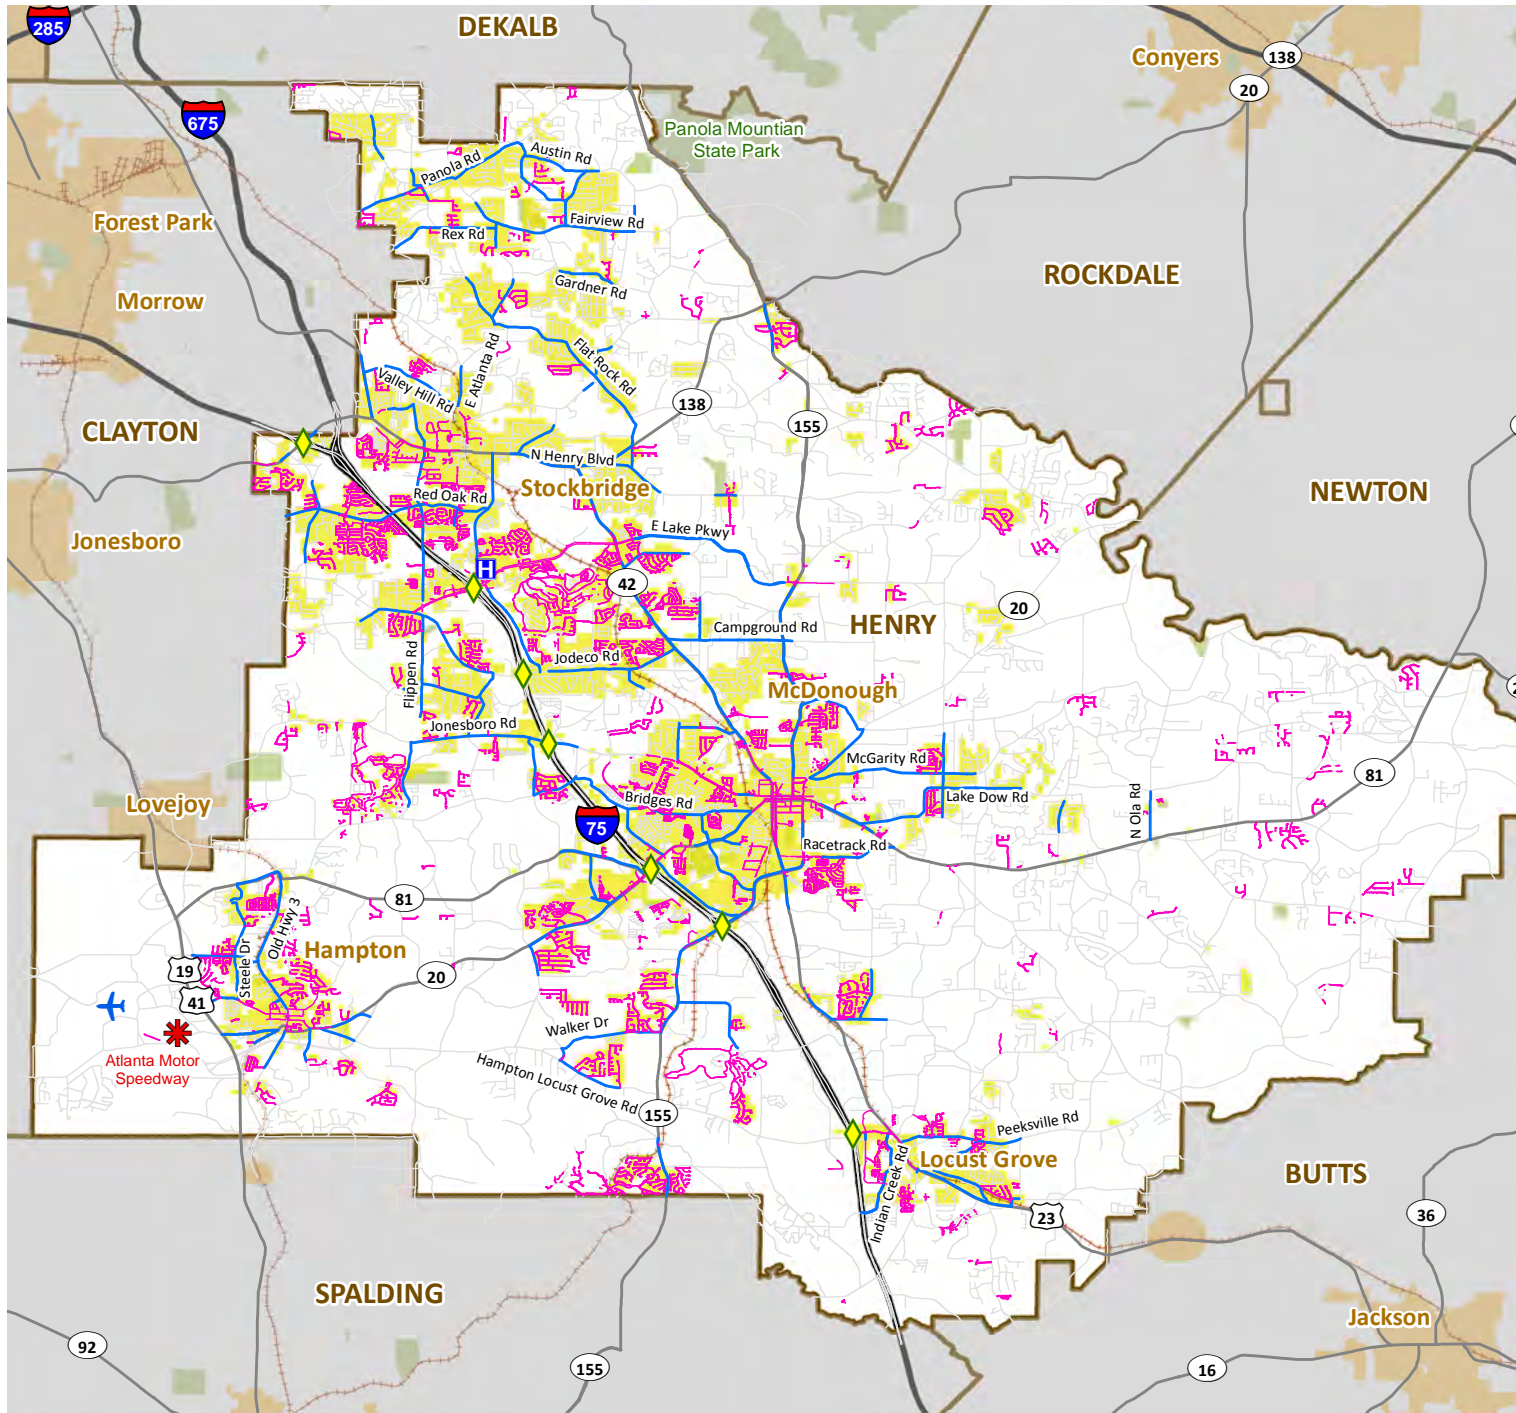 285
DEKALB
Conyers
138
20
675
Panola Mountian
State Park
Austin Rd
Panola Rd
Forest Park
Fairview Rd
Rex Rd
ROCKDALE
Gardner Rd
Morrow
E Atlanta Rd
Flat Rock Rd
Valley Hill Rd
138
155
CLAYTON
N Henry Blvd
Stockbridge
Red Oak Rd
NEWTON
E Lake Pkwy
Jonesboro
H
42
20
HENRY
Campground Rd
Jodeco Rd
Flippen Rd
McDonough
Jonesboro Rd
McGarity Rd
81
Lake Dow Rd
N Ola Rd
Lovejoy
Bridges Rd
75
Racetrack Rd
81
Old Hwy 3
Steele Dr
Hampton
19
20
41
Atlanta Motor
Speedway
Walker Dr
Hampton Locust Grove Rd
155
Peeksville Rd
Locust Grove
Indian Creek Rd
BUTTS
23
36
SPALDING
Jackson
92
155
16